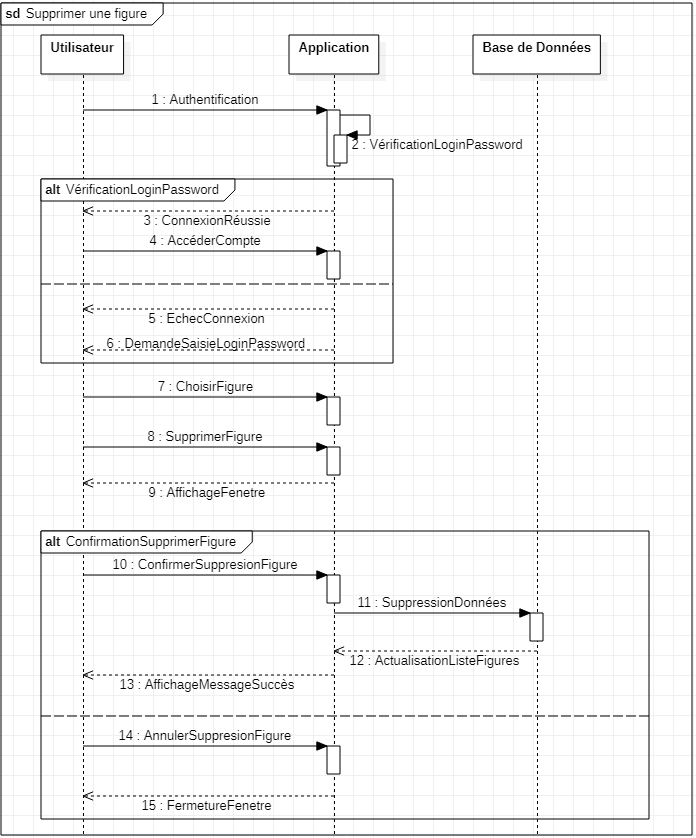 sd Supprimer une figure
Utilisateur
Application
Base de Données
1 : Authentification
2 : VérificationLoginPassword
alt VérificationLoginPassword
3 : ConnexionRéussie
4 : AccéderCompte
5 : EchecConnexion
6 : DemandeSaisieLoginPassword
7 : ChoisirFigure
8 : SupprimerFigure
9 : AffichageFenetre
alt ConfirmationSupprimerFigure
10 : ConfirmerSuppresionFigure
11 : SuppressionDonnées
12 : ActualisationListeFigures
13 : AffichageMessageSuccès
14 : AnnulerSuppresionFigure
15 : FermetureFenetre